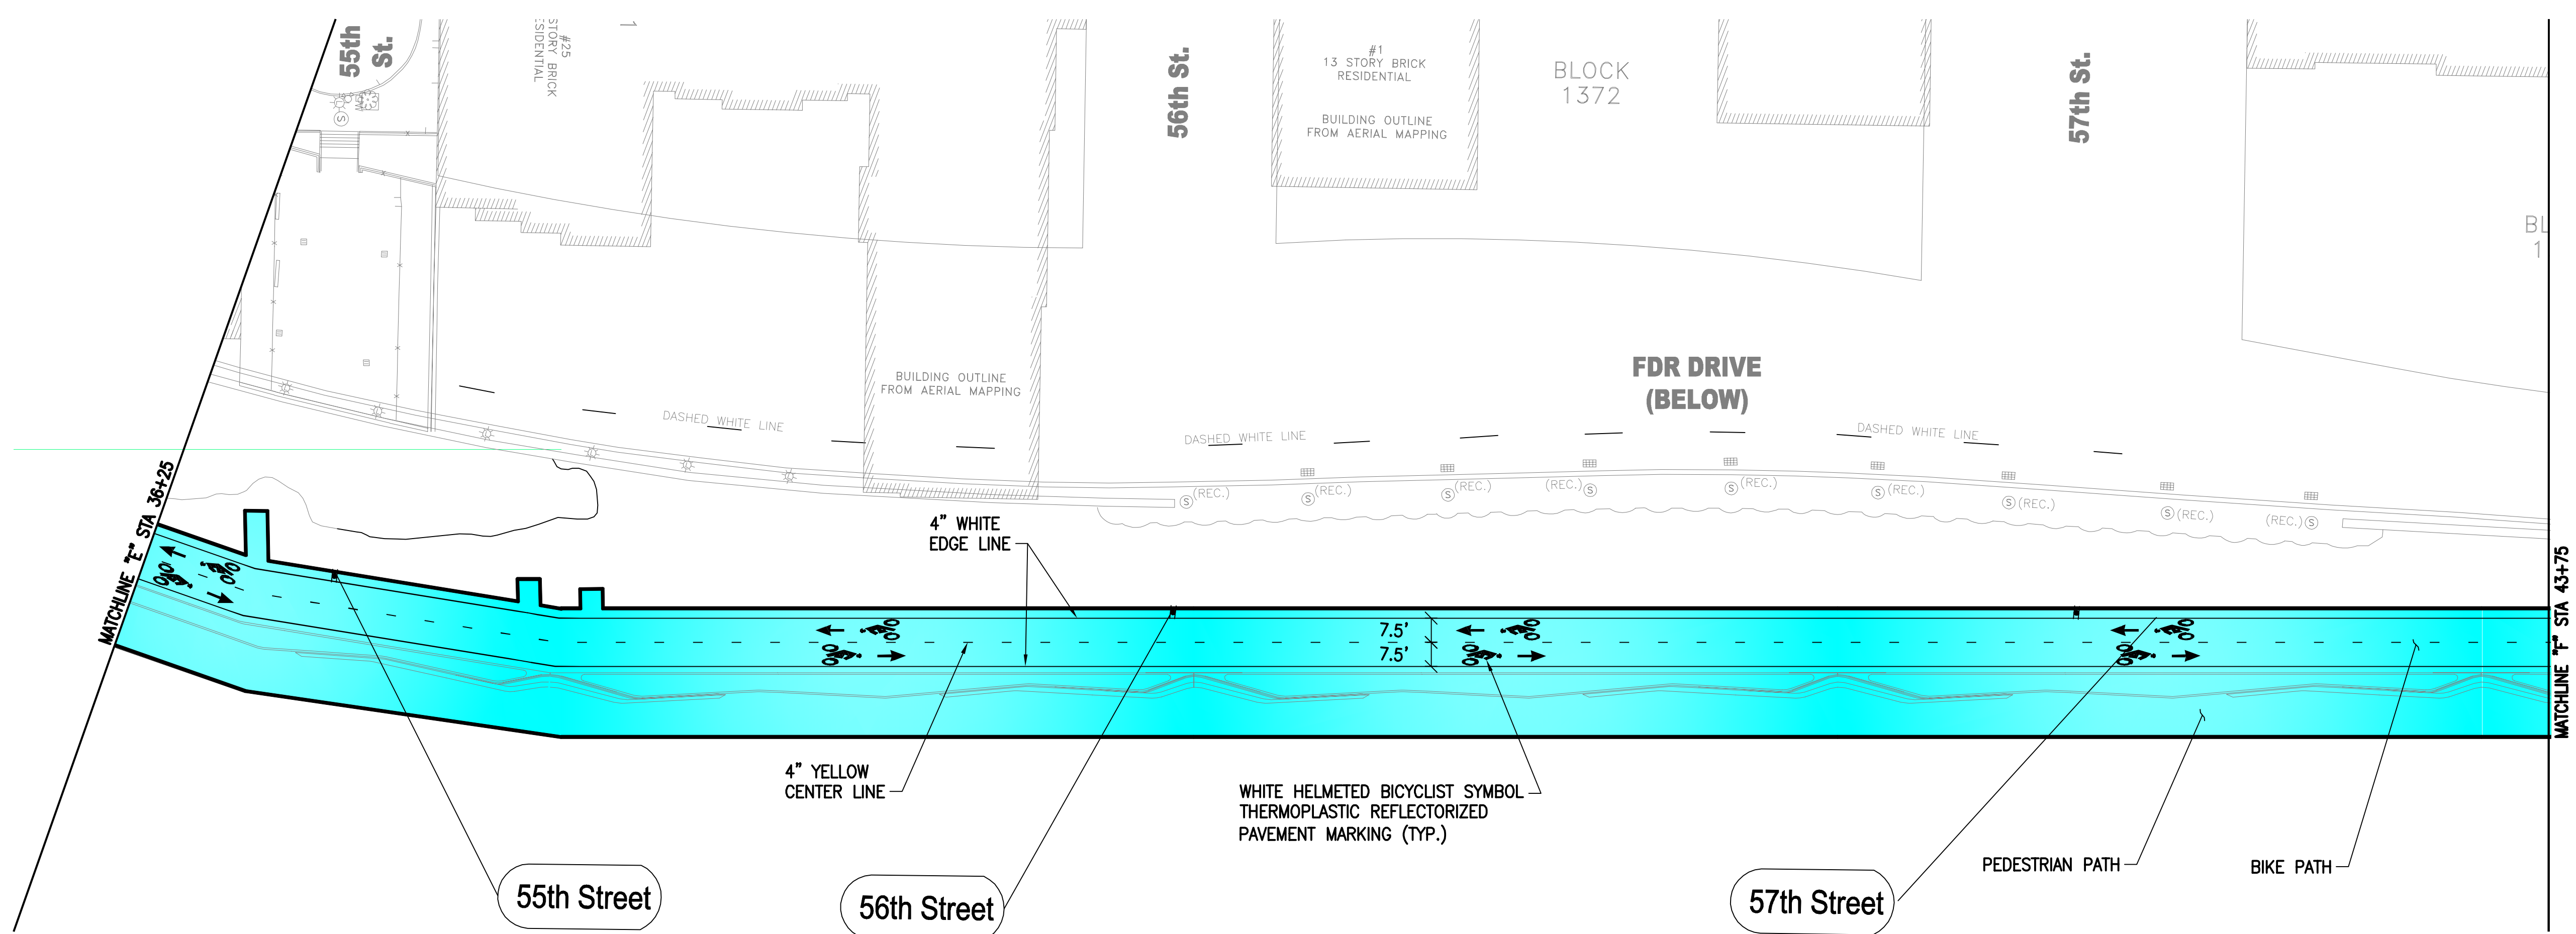 55th
St.
#25
STORY BRICK
ESIDENTIAL
1
56th St.
#1
13 STORY BRICK
RESIDENTIAL
BUILDING OUTLINE
FROM AERIAL MAPPING
BLOCK
1372
57th St.
BL
1
S
FDR DRIVE
(BELOW)
BUILDING OUTLINE
FROM AERIAL MAPPING
DASHED WHITE LINE
DASHED WHITE LINE
DASHED WHITE LINE
S (REC.)
S (REC.)
S (REC.)
(REC.) S
S (REC.)
S (REC.)
S (REC.)
S (REC.)
(REC.) S
MATCHLINE "E" STA 36+25
4" WHITE
EDGE LINE
7.5'
7.5'
MATCHLINE "F" STA 43+75
4" YELLOW
CENTER LINE
WHITE HELMETED BICYCLIST SYMBOL
THERMOPLASTIC REFLECTORIZED
PAVEMENT MARKING (TYP.)
PEDESTRIAN PATH
BIKE PATH
55th Street
56th Street
57th Street